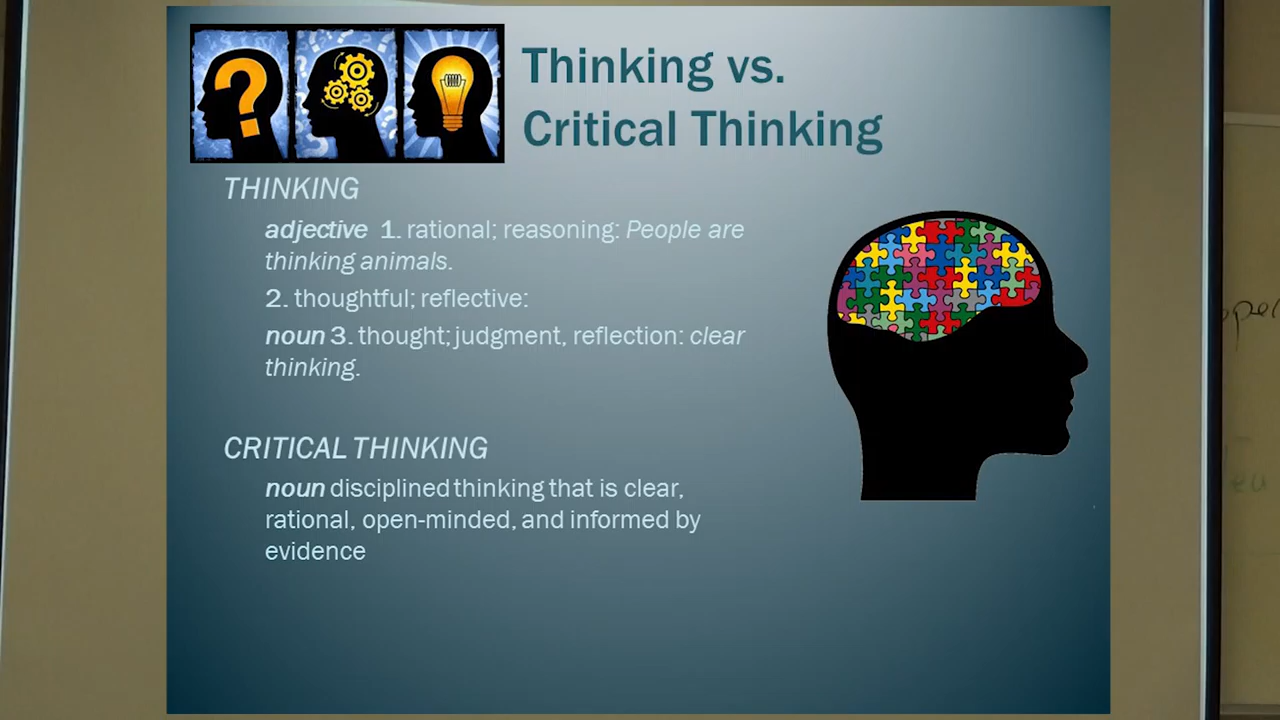 Thinking vs.
Critical Thinking
THINKING
adjective 1. rational; reasoning: People are
thinking animals.
2. thoughtful; reflective:
noun 3. thought; judgment, reflection: clear
thinking.
CRITICAL THINKING
noun disciplined thinking that is clear,
rational, open-minded, and informed by
evidence